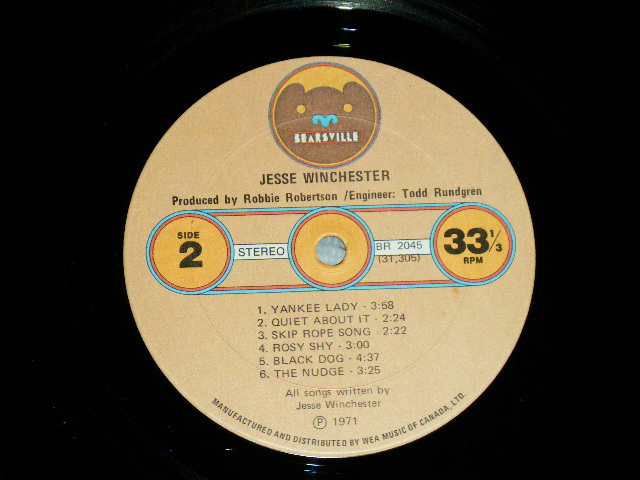 BEARSVILLE
JESSE WINCHESTER
Produced by Robbie Robertson /Engineer: Todd Rundgren
SIDE
2
STEREO
BR 2045
(31,305)
33 1/3
RPM
1. YANKEE LADY - 3:58
2. QUIET ABOUT IT - 2:24
3. SKIP ROPE SONG - 2:22
4. ROSY SHY - 3:00
5. BLACK DOG - 4:37
6. THE NUDGE - 3:25
All songs written by
Jesse Winchester
Ⓟ 1971
MANUFACTURED AND DISTRIBUTED BY WEA MUSIC OF CANADA, LTD.